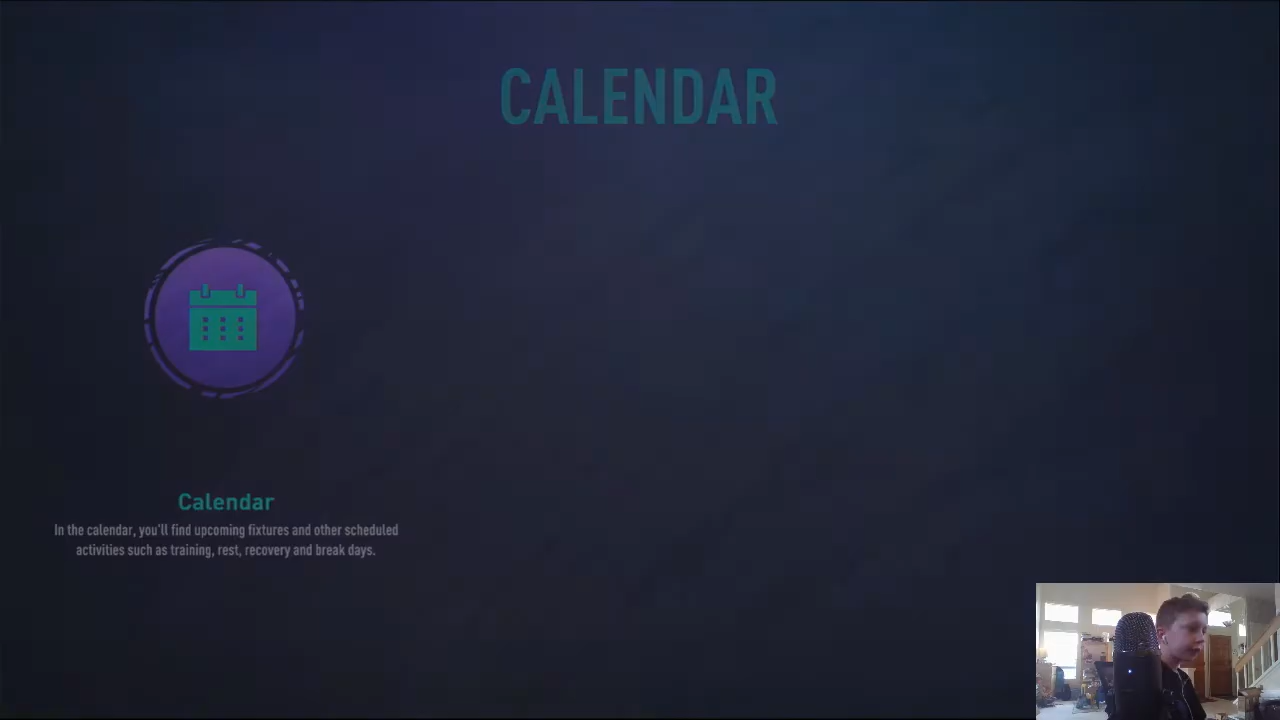 CALENDAR
Calendar
In the calendar, you'll find upcoming fixtures and other scheduled
activities such as training, rest, recovery and break days.